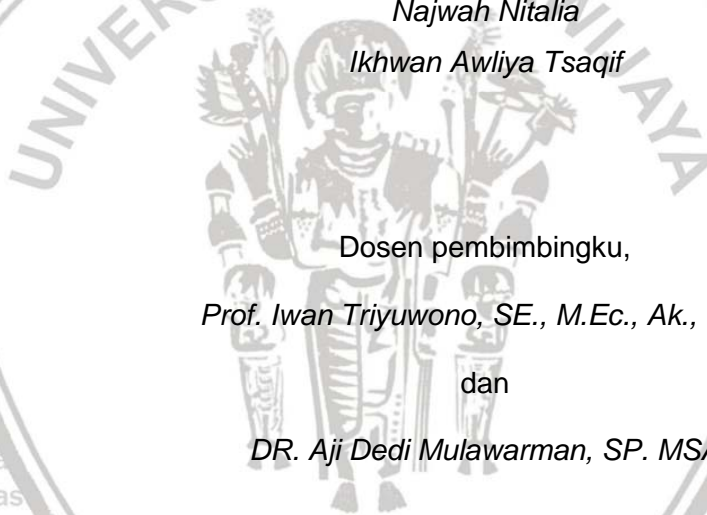 Najwah Nitalia
Ikhwan Awliya Tsaqif
Dosen pembimbingku,
Prof. Iwan Triyuwono, SE., M.Ec., Ak.,
dan
DR. Aji Dedi Mulawarman, SP. MSA